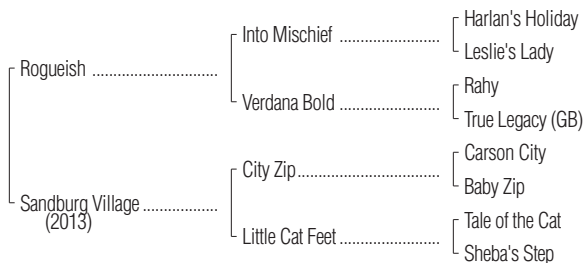 Harlan's Holiday
Into Mischief ........................
Leslie's Lady
Rogueish ..............................
Rahy
Verdana Bold ........................
True Legacy (GB)
Carson City
City Zip..................................
Baby Zip
Sandburg Village ..................
(2013)
Tale of the Cat
Little Cat Feet ........................
Sheba's Step